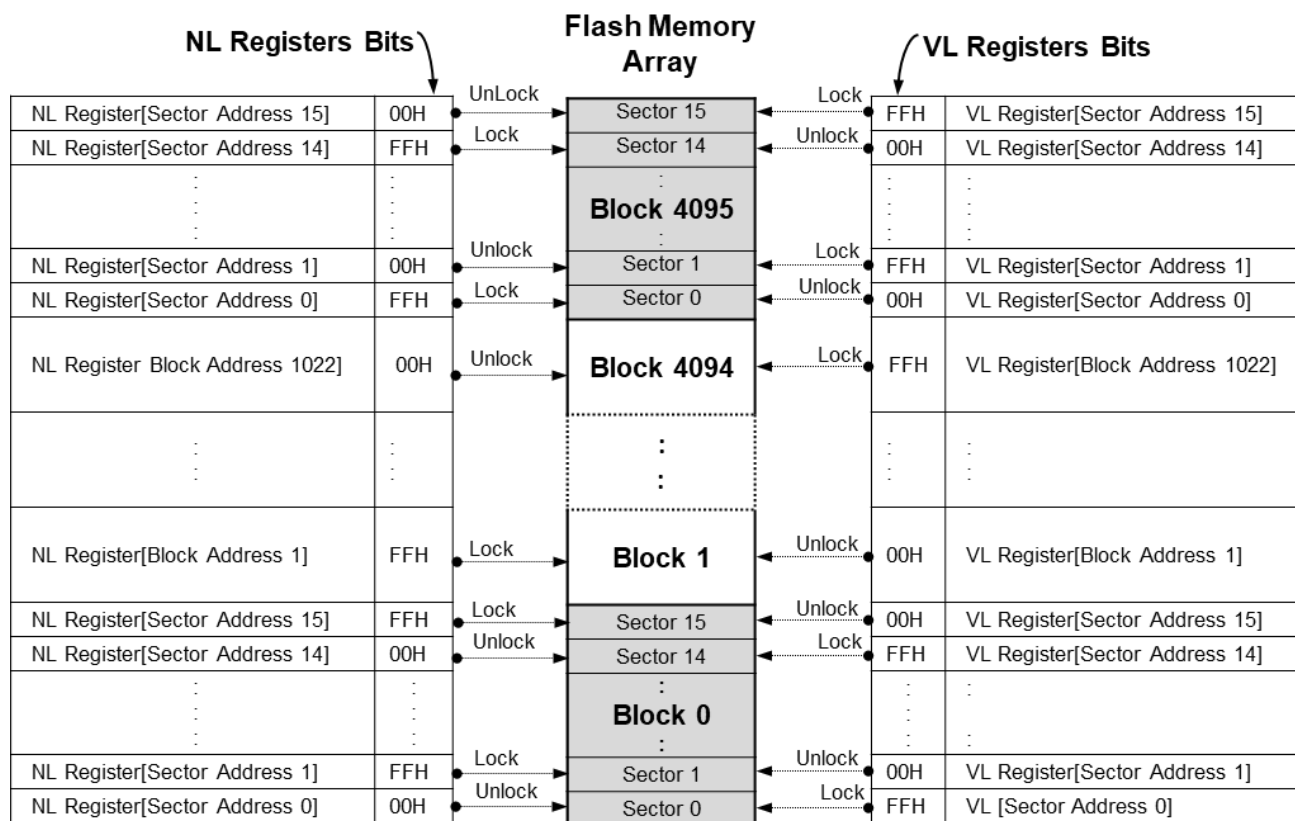 NL Registers Bits
Flash Memory
Array
VL Registers Bits
NL Register[Sector Address 15] 00H UnLock Sector 15 Lock FFH VL Register[Sector Address 15]
NL Register[Sector Address 14] FFH Lock Sector 14 Unlock 00H VL Register[Sector Address 14]
: : : : :
Block 4095
: : : : :
NL Register[Sector Address 1] 00H Unlock Sector 1 Lock FFH VL Register[Sector Address 1]
NL Register[Sector Address 0] FFH Lock Sector 0 Unlock 00H VL Register[Sector Address 0]
NL Register Block Address 1022] 00H Unlock Block 4094 Lock FFH VL Register[Block Address 1022]
: : : : :
: : : : :
NL Register[Block Address 1] FFH Lock Block 1 Unlock 00H VL Register[Block Address 1]
NL Register[Sector Address 15] FFH Lock Sector 15 Unlock 00H VL Register[Sector Address 15]
NL Register[Sector Address 14] 00H Unlock Sector 14 Lock FFH VL Register[Sector Address 14]
: : : : :
Block 0
: : : : :
NL Register[Sector Address 1] FFH Lock Sector 1 Unlock 00H VL Register[Sector Address 1]
NL Register[Sector Address 0] 00H Unlock Sector 0 Lock FFH VL [Sector Address 0]